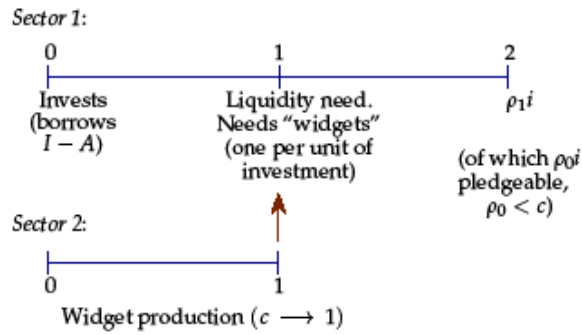 Sector 1:
0 1 2
Invests
(borrows
I – A)
Liquidity need.
Needs “widgets”
(one per unit of
investment)
ρ₁i
(of which ρ₀i
pledgeable,
ρ₀ < c)
Sector 2:
0 1
Widget production (c ⟶ 1)